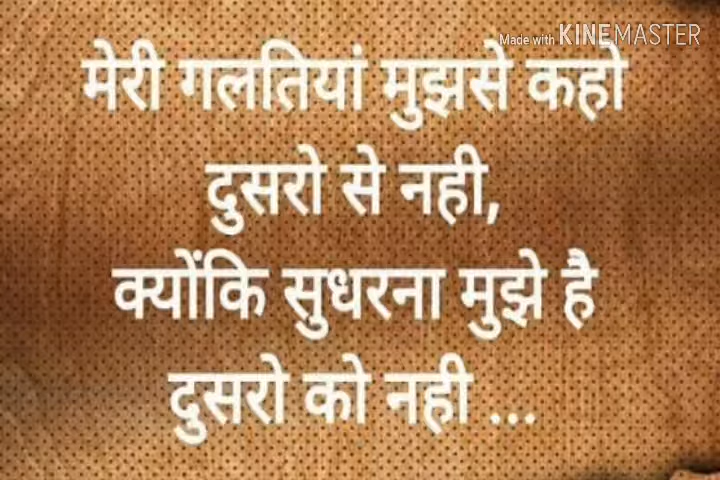 Made with KINEMASTER
मेरी गलतियां मुझसे कहो
दुसरो से नही,
क्योंकि सुधरना मुझे है
दुसरो को नही ...